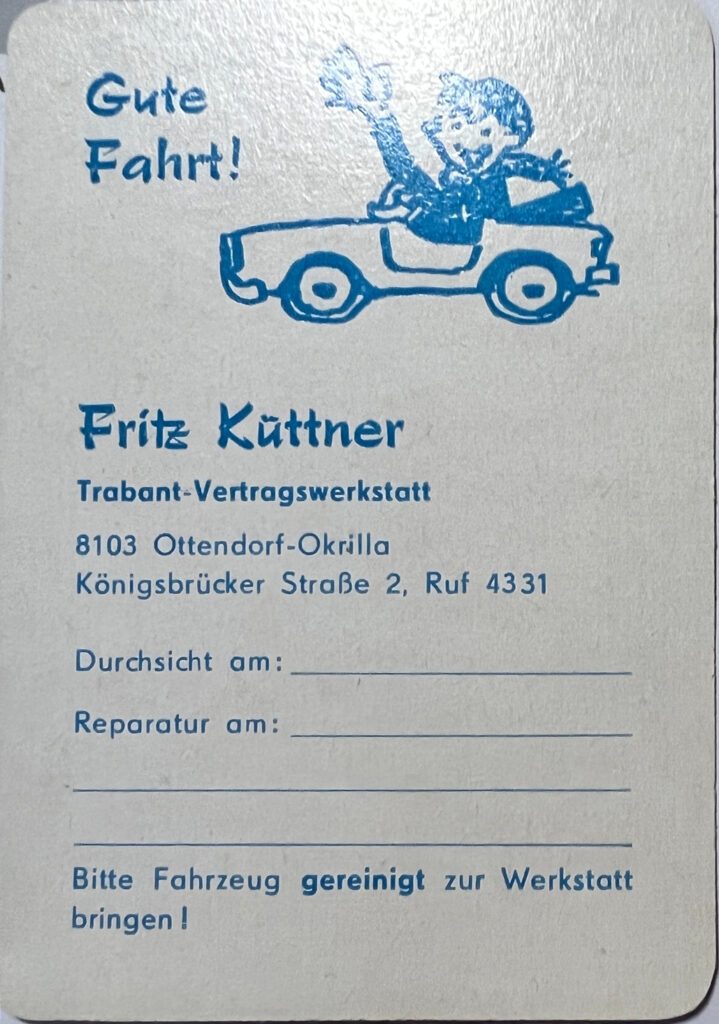 Gute
Fahrt!
Fritz Küttner
Trabant-Vertragswerkstatt
8103 Ottendorf-Okrilla
Königsbrücker Straße 2, Ruf 4331
Durchsicht am:
Reparatur am:
Bitte Fahrzeug gereinigt zur Werkstatt
bringen!